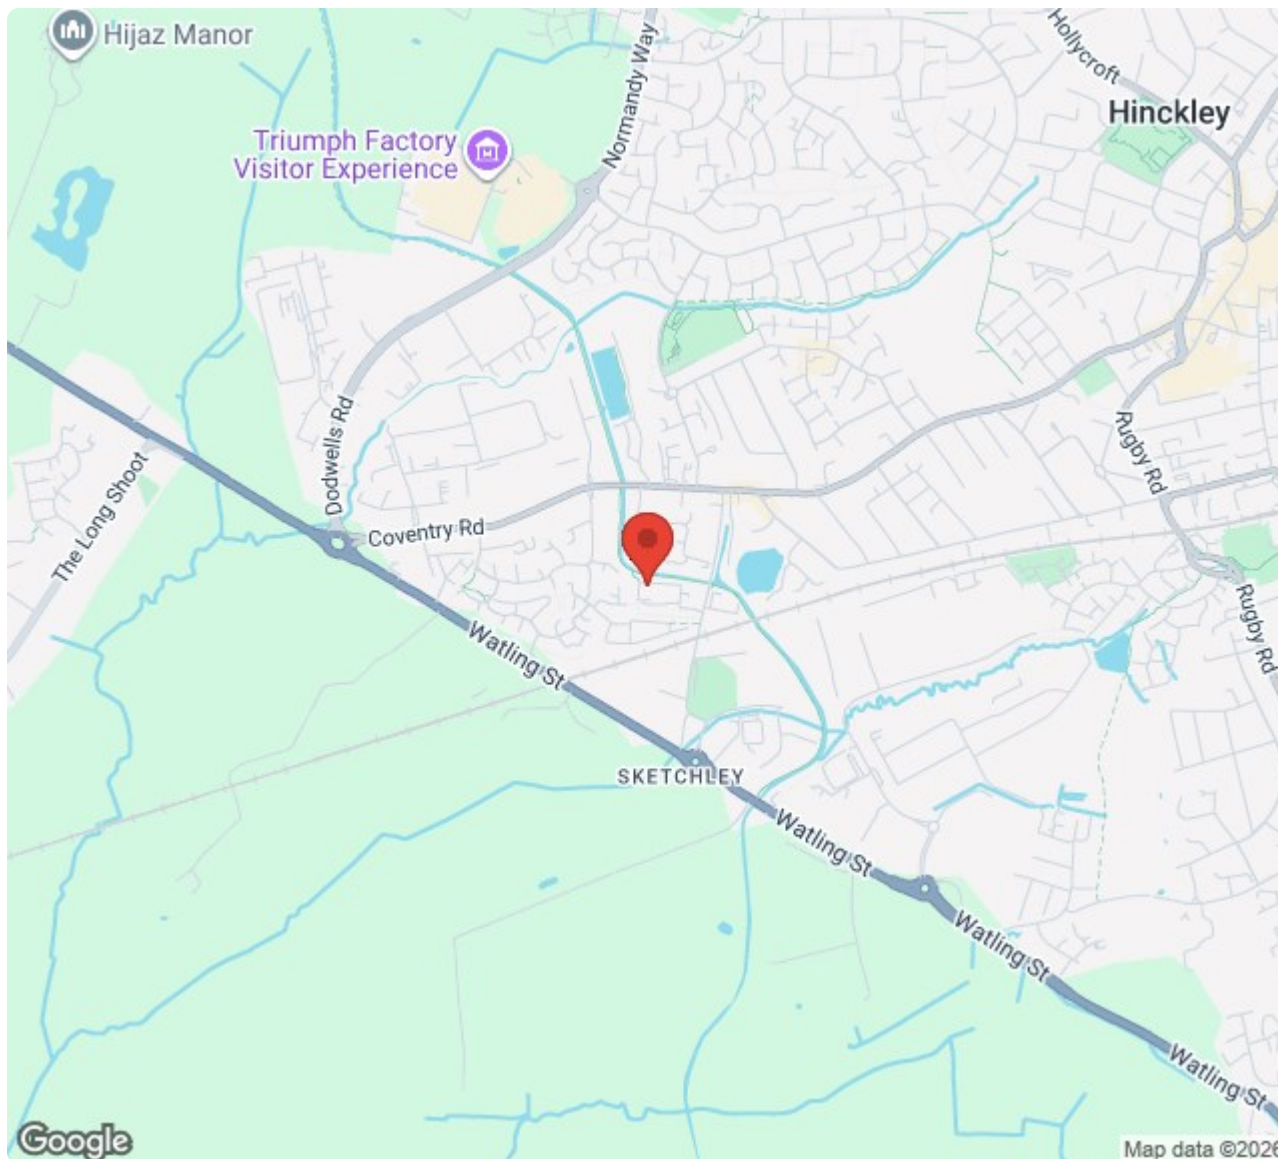 Hijaz Manor
Hollycroft
Normandy Way
Hinckley
Triumph Factory
Visitor Experience
Dodwells Rd
Rugby Rd
The Long Shoot
Coventry Rd
Rugby Rd
Watling St
SKETCHLEY
Watling St
Watling St
Watling St
Google
Map data ©2026